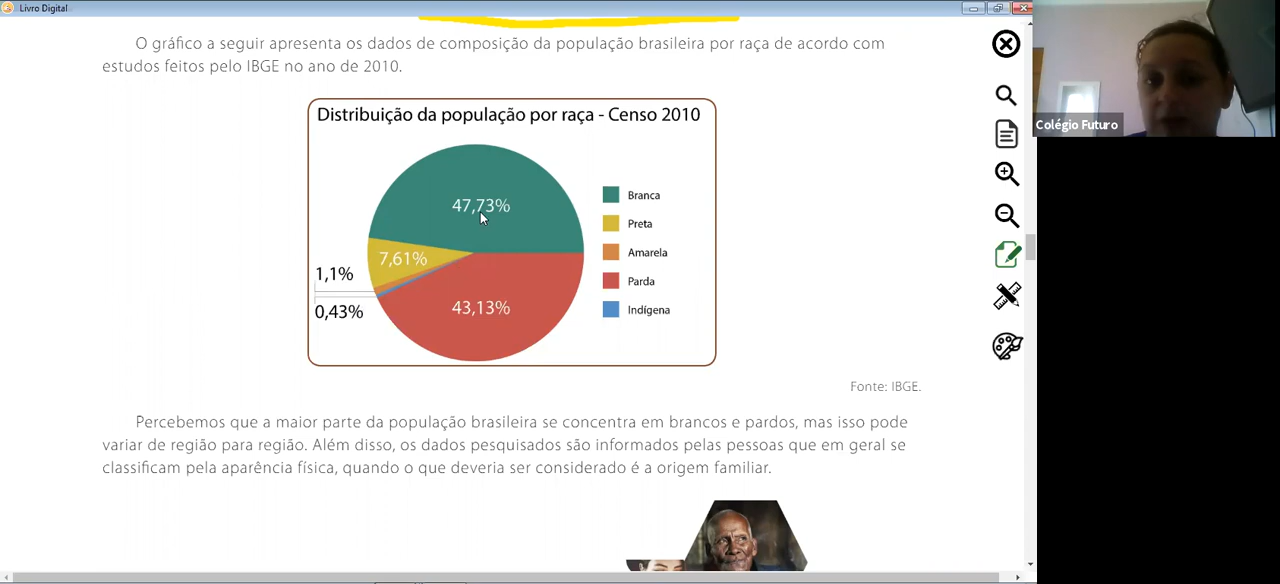 Livro Digital
O gráfico a seguir apresenta os dados de composição da população brasileira por raça de acordo com
estudos feitos pelo IBGE no ano de 2010.
Distribuição da população por raça - Censo 2010
47,73%
7,61%
1,1%
0,43%
43,13%
Branca
Preta
Amarela
Parda
Indígena
Fonte: IBGE.
Percebemos que a maior parte da população brasileira se concentra em brancos e pardos, mas isso pode
variar de região para região. Além disso, os dados pesquisados são informados pelas pessoas que em geral se
classificam pela aparência física, quando o que deveria ser considerado é a origem familiar.
Colégio Futuro